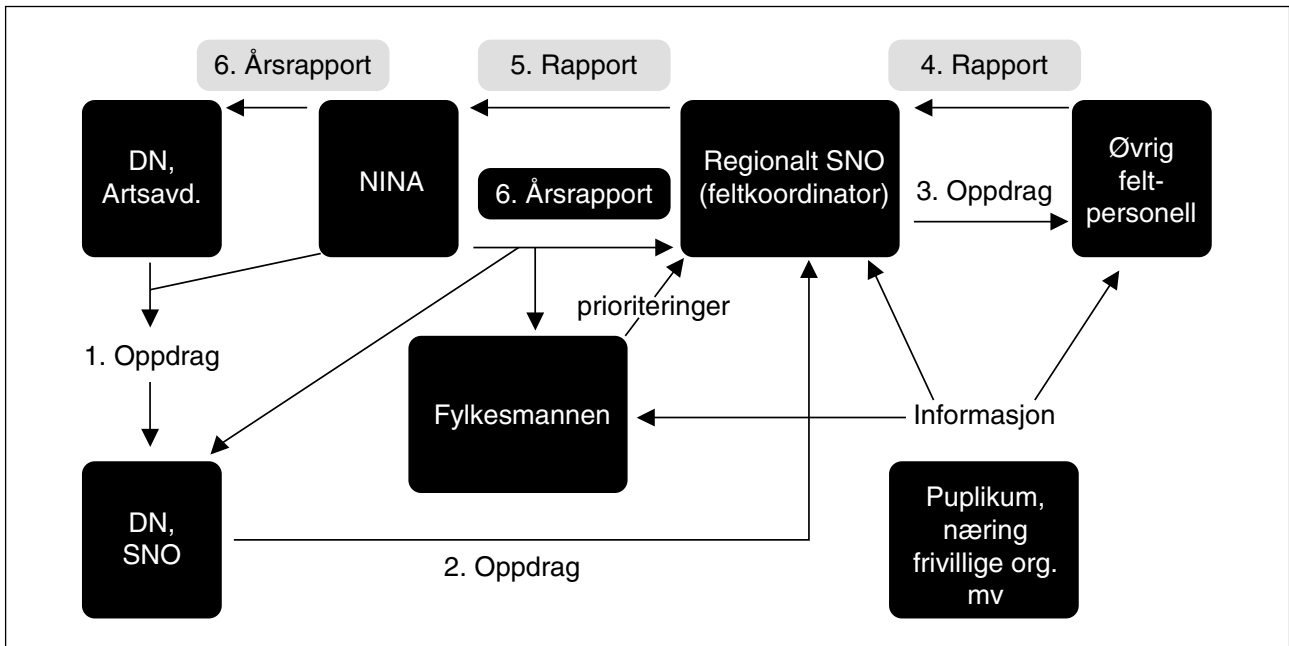 6. Årsrapport
5. Rapport
4. Rapport
DN,
Artsavd.
NINA
6. Årsrapport
Regionalt SNO
(feltkoordinator)
3. Oppdrag
Øvrig
felt-
personell
prioriteringer
1. Oppdrag
Fylkesmannen
Informasjon
DN,
SNO
2. Oppdrag
Puplikum,
næring
frivillige org.
mv